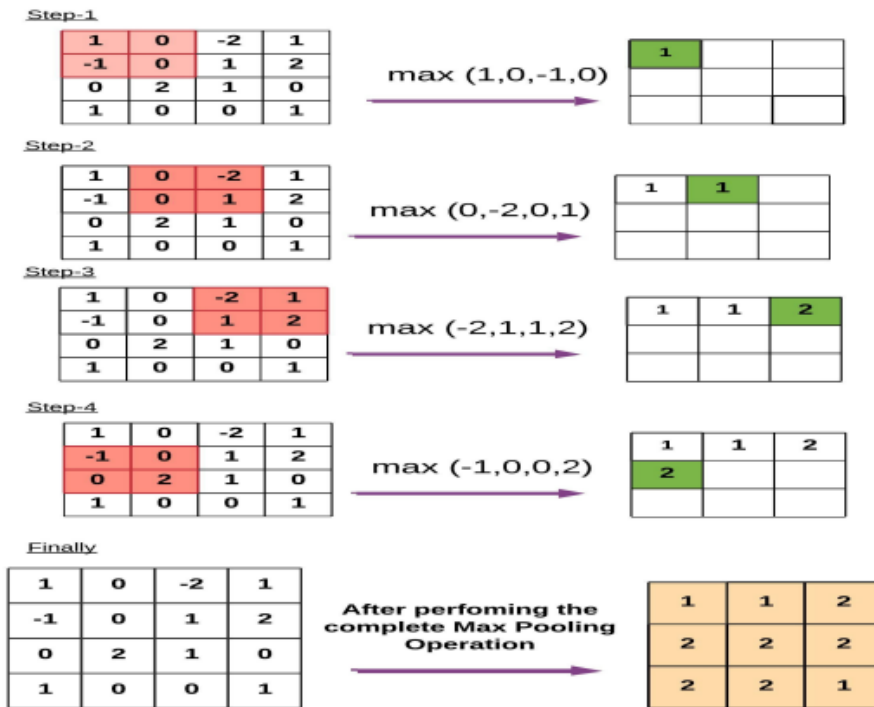 Step-1
1 0 -2 1
-1 0 1 2
0 2 1 0
1 0 0 1
max (1,0,-1,0)
1
Step-2
1 0 -2 1
-1 0 1 2
0 2 1 0
1 0 0 1
max (0,-2,0,1)
1 1
Step-3
1 0 -2 1
-1 0 1 2
0 2 1 0
1 0 0 1
max (-2,1,1,2)
1 1 2
Step-4
1 0 -2 1
-1 0 1 2
0 2 1 0
1 0 0 1
max (-1,0,0,2)
1 1 2
2
Finally
1 0 -2 1
-1 0 1 2
0 2 1 0
1 0 0 1
After perfoming the
complete Max Pooling
Operation
1 1 2
2 2 2
2 2 1